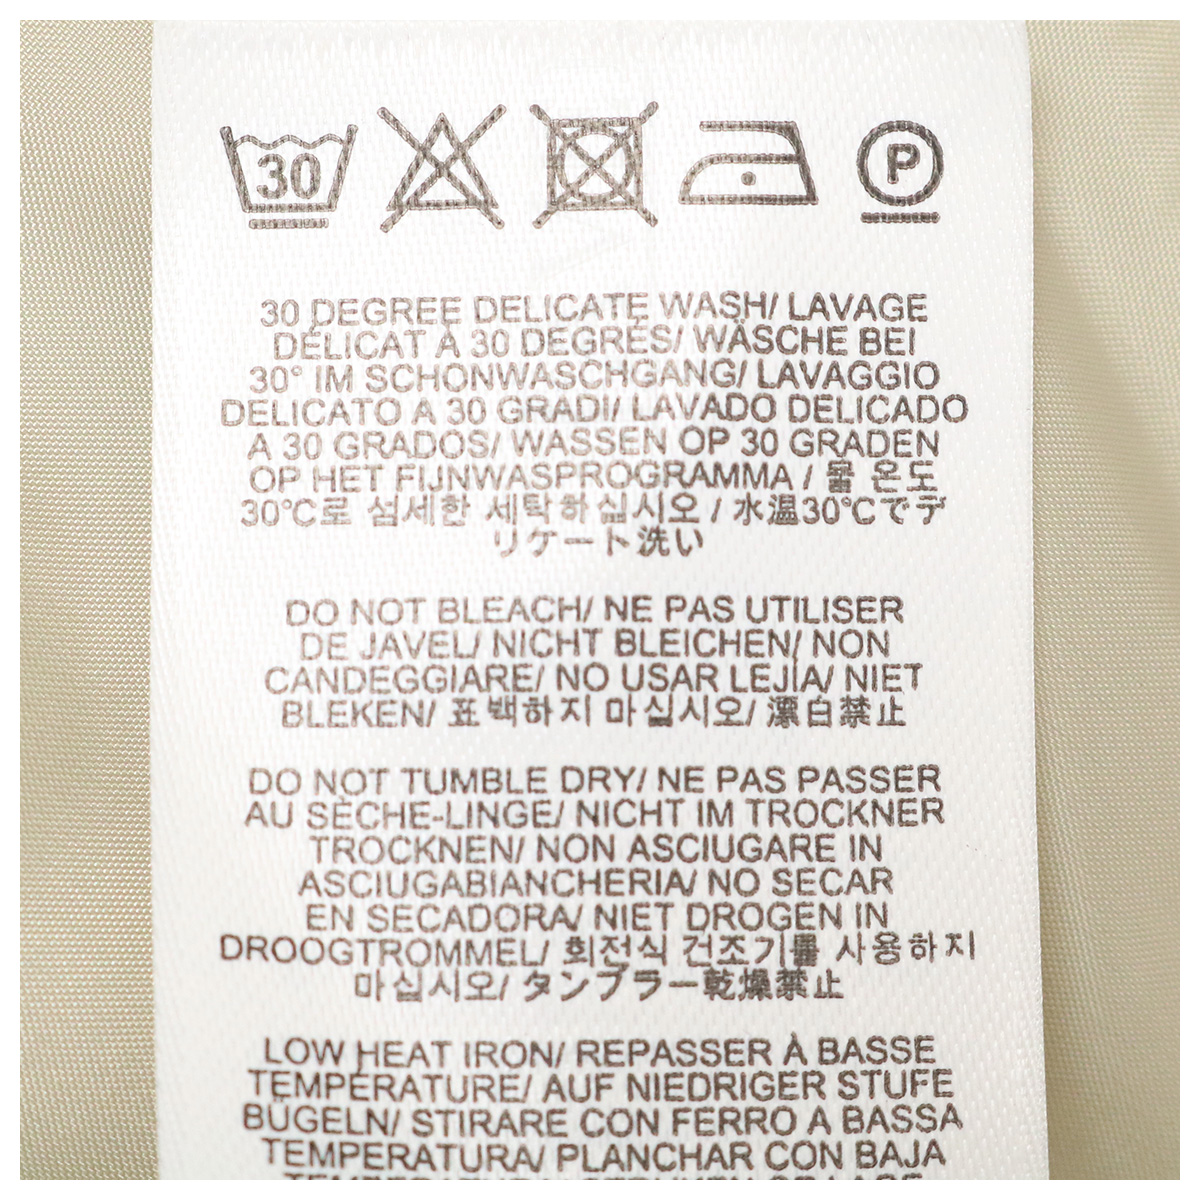 30
P
30 DEGREE DELICATE WASH/ LAVAGE
DÉLICAT À 30 DEGRÉS/ WÄSCHE BEI
30° IM SCHONWASCHGANG/ LAVAGGIO
DELICATO A 30 GRADI/ LAVADO DELICADO
A 30 GRADOS/ WASSEN OP 30 GRADEN
OP HET FIJNWASPROGRAMMA / 물 온도
30℃로 섬세한 세탁하십시오 / 水温30℃でデ
リケート洗い
DO NOT BLEACH/ NE PAS UTILISER
DE JAVEL/ NICHT BLEICHEN/ NON
CANDEGGIARE/ NO USAR LEJÍA/ NIET
BLEKEN/ 표백하지 마십시오/ 漂白禁止
DO NOT TUMBLE DRY/ NE PAS PASSER
AU SÈCHE-LINGE/ NICHT IM TROCKNER
TROCKNEN/ NON ASCIUGARE IN
ASCIUGABIANCHERIA/ NO SECAR
EN SECADORA/ NIET DROGEN IN
DROOGTROMMEL/ 회전식 건조기를 사용하지
마십시오/ タンブラー乾燥禁止
LOW HEAT IRON/ REPASSER À BASSE
TEMPÉRATURE/ AUF NIEDRIGER STUFE
BÜGELN/ STIRARE CON FERRO A BASSA
TEMPERATURA/ PLANCHAR CON BAJA